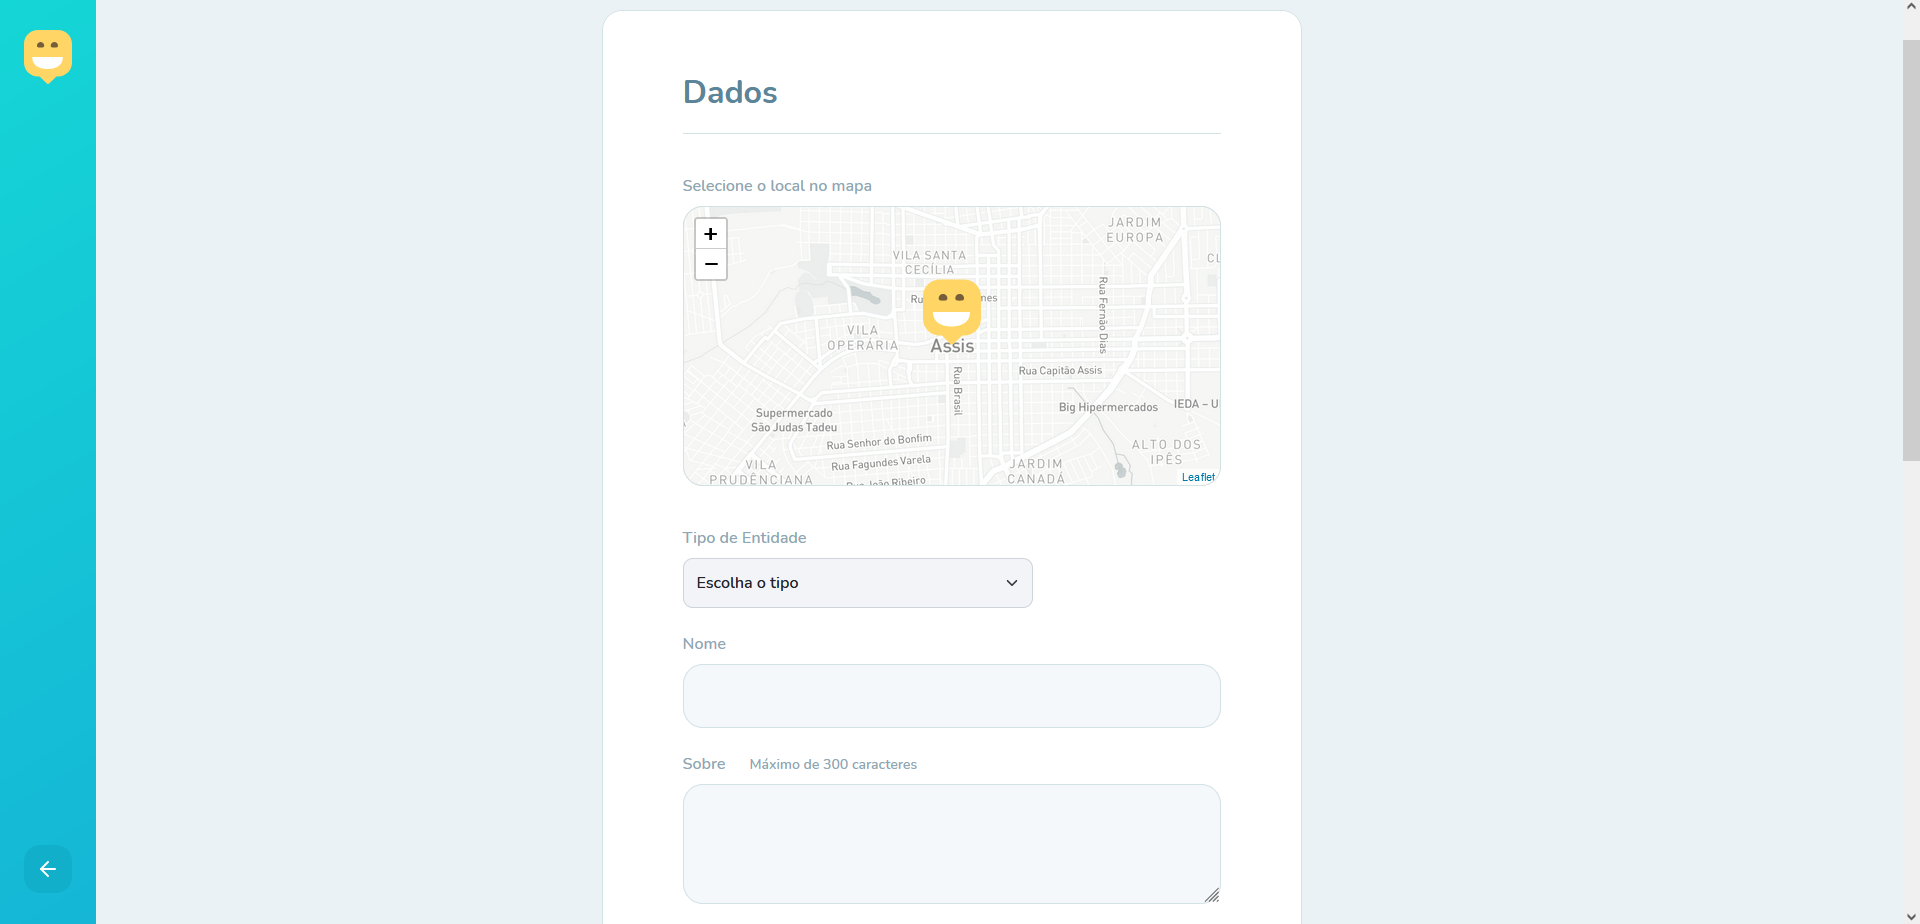 Dados
Selecione o local no mapa
+
−
JARDIM
EUROPA
VILA SANTA
CECÍLIA
CL
Ru
nes
Rua Fernão Dias
VILA
OPERÁRIA
Assis
Rua Capitão Assis
Rua Brasil
Big Hipermercados
IEDA – U
Supermercado
São Judas Tadeu
Rua Senhor do Bonfim
ALTO DOS
IPÊS
Rua Fagundes Varela
VILA
PRUDÊNCIANA
JARDIM
CANADÁ
Rua João Ribeiro
Leaflet
Tipo de Entidade
Escolha o tipo
Nome
Sobre Máximo de 300 caracteres